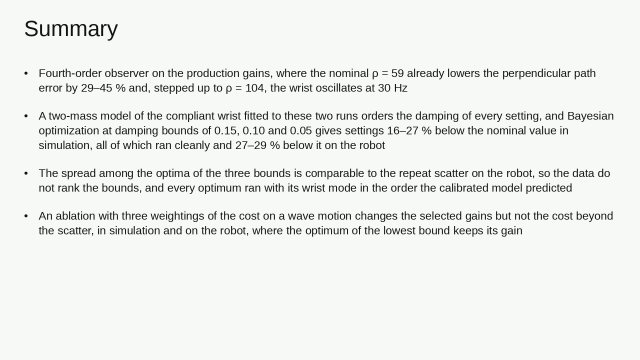 Summary
• Fourth-order observer on the production gains, where the nominal ρ = 59 already lowers the perpendicular path
error by 29–45 % and, stepped up to ρ = 104, the wrist oscillates at 30 Hz
• A two-mass model of the compliant wrist fitted to these two runs orders the damping of every setting, and Bayesian
optimization at damping bounds of 0.15, 0.10 and 0.05 gives settings 16–27 % below the nominal value in
simulation, all of which ran cleanly and 27–29 % below it on the robot
• The spread among the optima of the three bounds is comparable to the repeat scatter on the robot, so the data do
not rank the bounds, and every optimum ran with its wrist mode in the order the calibrated model predicted
• An ablation with three weightings of the cost on a wave motion changes the selected gains but not the cost beyond
the scatter, in simulation and on the robot, where the optimum of the lowest bound keeps its gain